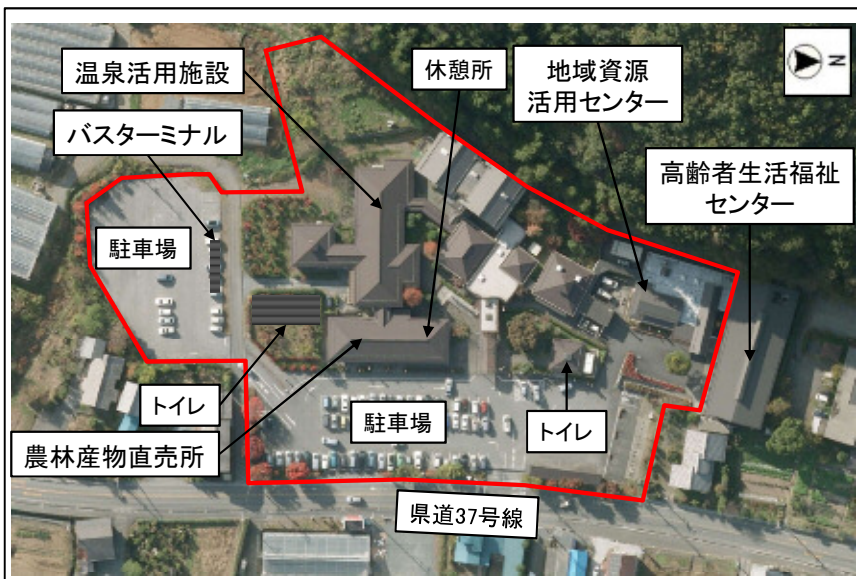 温泉活用施設
休憩所
地域資源
活用センター
N
バスターミナル
高齢者生活福祉
センター
駐車場
トイレ
駐車場
トイレ
農林産物直売所
県道37号線